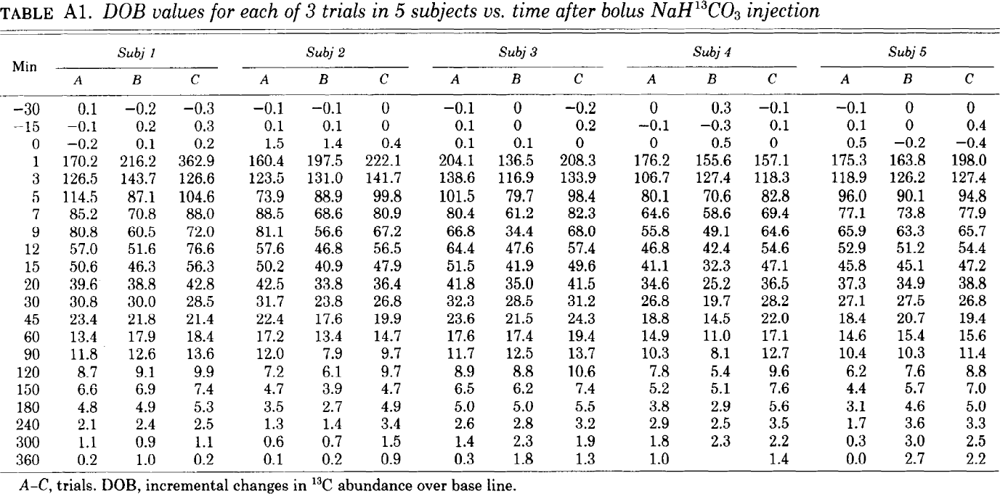 TABLE A1. DOB values for each of 3 trials in 5 subjects vs. time after bolus NaH¹³CO₃ injection
Min Subj 1 Subj 2 Subj 3 Subj 4 Subj 5
A B C A B C A B C A B C A B C
−30 0.1 −0.2 −0.3 −0.1 −0.1 0 −0.1 0 −0.2 0 0.3 −0.1 −0.1 0 0
−15 −0.1 0.2 0.3 0.1 0.1 0 0.1 0 0.2 −0.1 −0.3 0.1 0.1 0 0.4
0 −0.2 0.1 0.2 1.5 1.4 0.4 0.1 0.1 0 0 0.5 0 0.5 −0.2 −0.4
1 170.2 216.2 362.9 160.4 197.5 222.1 204.1 136.5 208.3 176.2 155.6 157.1 175.3 163.8 198.0
3 126.5 143.7 126.6 123.5 131.0 141.7 138.6 116.9 133.9 106.7 127.4 118.3 118.9 126.2 127.4
5 114.5 87.1 104.6 73.9 88.9 99.8 101.5 79.7 98.4 80.1 70.6 82.8 96.0 90.1 94.8
7 85.2 70.8 88.0 88.5 68.6 80.9 80.4 61.2 82.3 64.6 58.6 69.4 77.1 73.8 77.9
9 80.8 60.5 72.0 81.1 56.6 67.2 66.8 34.4 68.0 55.8 49.1 64.6 65.9 63.3 65.7
12 57.0 51.6 76.6 57.6 46.8 56.5 64.4 47.6 57.4 46.8 42.4 54.6 52.9 51.2 54.4
15 50.6 46.3 56.3 50.2 40.9 47.9 51.5 41.9 49.6 41.1 32.3 47.1 45.8 45.1 47.2
20 39.6 38.8 42.8 42.5 33.8 36.4 41.8 35.0 41.5 34.6 25.2 36.5 37.3 34.9 38.8
30 30.8 30.0 28.5 31.7 23.8 26.8 32.3 28.5 31.2 26.8 19.7 28.2 27.1 27.5 26.8
45 23.4 21.8 21.4 22.4 17.6 19.9 23.6 21.5 24.3 18.8 14.5 22.0 18.4 20.7 19.4
60 13.4 17.9 18.4 17.2 13.4 14.7 17.6 17.4 19.4 14.9 11.0 17.1 14.6 15.4 15.6
90 11.8 12.6 13.6 12.0 7.9 9.7 11.7 12.5 13.7 10.3 8.1 12.7 10.4 10.3 11.4
120 8.7 9.1 9.9 7.2 6.1 9.7 8.9 8.8 10.6 7.8 5.4 9.6 6.2 7.6 8.8
150 6.6 6.9 7.4 4.7 3.9 4.7 6.5 6.2 7.4 5.2 5.1 7.6 4.4 5.7 7.0
180 4.8 4.9 5.3 3.5 2.7 4.9 5.0 5.0 5.5 3.8 2.9 5.6 3.1 4.6 5.0
240 2.1 2.4 2.5 1.3 1.4 3.4 2.6 2.8 3.2 2.9 2.5 3.5 1.7 3.6 3.3
300 1.1 0.9 1.1 0.6 0.7 1.5 1.4 2.3 1.9 1.8 2.3 2.2 0.3 3.0 2.5
360 0.2 1.0 0.2 0.1 0.2 0.9 0.3 1.8 1.3 1.0 1.4 0.0 2.7 2.2
A–C, trials. DOB, incremental changes in ¹³C abundance over base line.